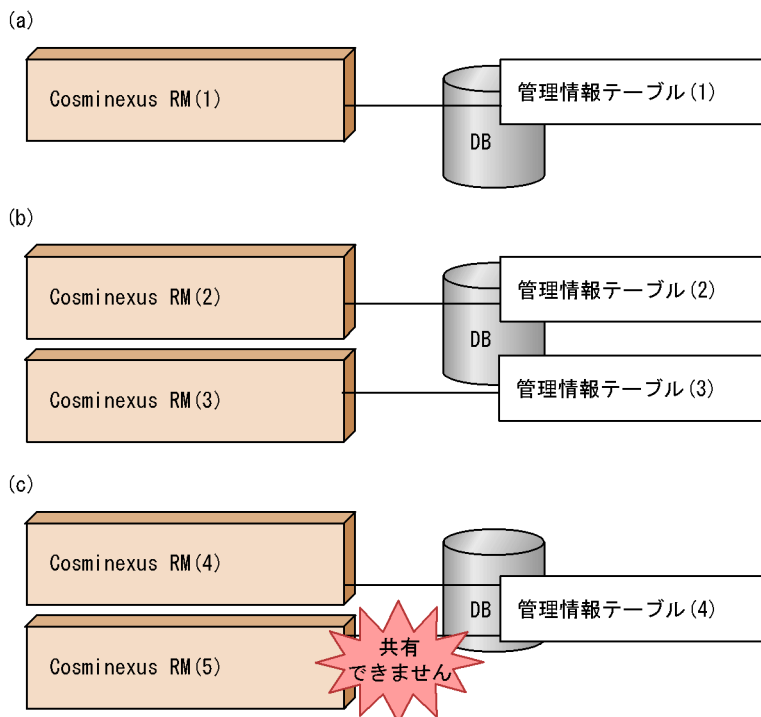 (a)
Cosminexus RM(1)
管理情報テーブル(1)
DB
(b)
Cosminexus RM(2)
管理情報テーブル(2)
DB
Cosminexus RM(3)
管理情報テーブル(3)
(c)
Cosminexus RM(4)
DB
管理情報テーブル(4)
Cosminexus RM(5)
共有
できません